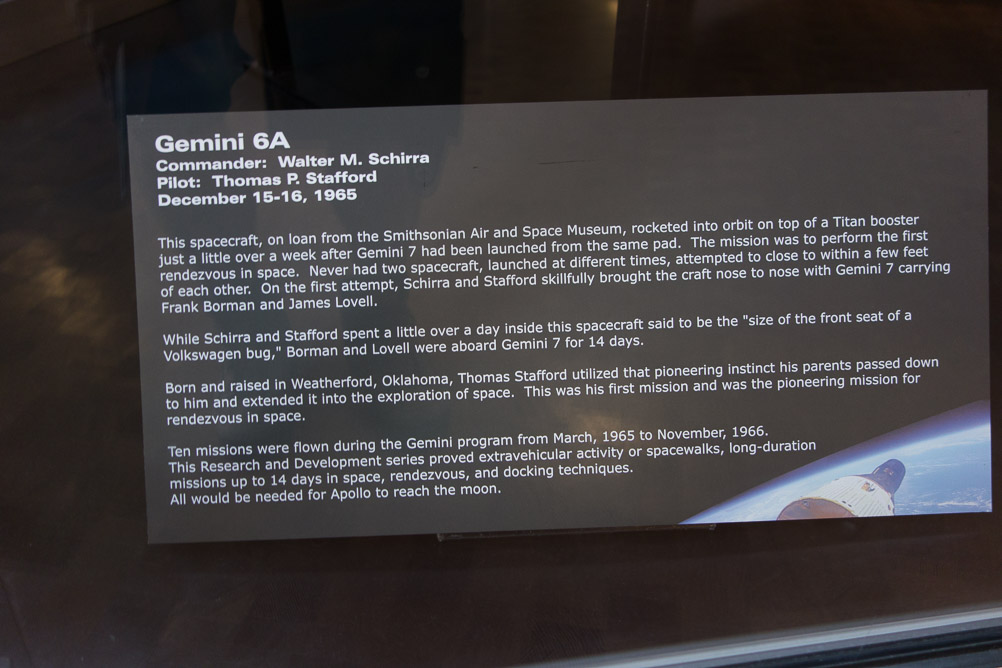 Gemini 6A
Commander: Walter M. Schirra
Pilot: Thomas P. Stafford
December 15-16, 1965
This spacecraft, on loan from the Smithsonian Air and Space Museum, rocketed into orbit on top of a Titan booster
just a little over a week after Gemini 7 had been launched from the same pad. The mission was to perform the first
rendezvous in space. Never had two spacecraft, launched at different times, attempted to close to within a few feet
of each other. On the first attempt, Schirra and Stafford skillfully brought the craft nose to nose with Gemini 7 carrying
Frank Borman and James Lovell.
While Schirra and Stafford spent a little over a day inside this spacecraft said to be the "size of the front seat of a
Volkswagen bug," Borman and Lovell were aboard Gemini 7 for 14 days.
Born and raised in Weatherford, Oklahoma, Thomas Stafford utilized that pioneering instinct his parents passed down
to him and extended it into the exploration of space. This was his first mission and was the pioneering mission for
rendezvous in space.
Ten missions were flown during the Gemini program from March, 1965 to November, 1966.
This Research and Development series proved extravehicular activity or spacewalks, long-duration
missions up to 14 days in space, rendezvous, and docking techniques.
All would be needed for Apollo to reach the moon.